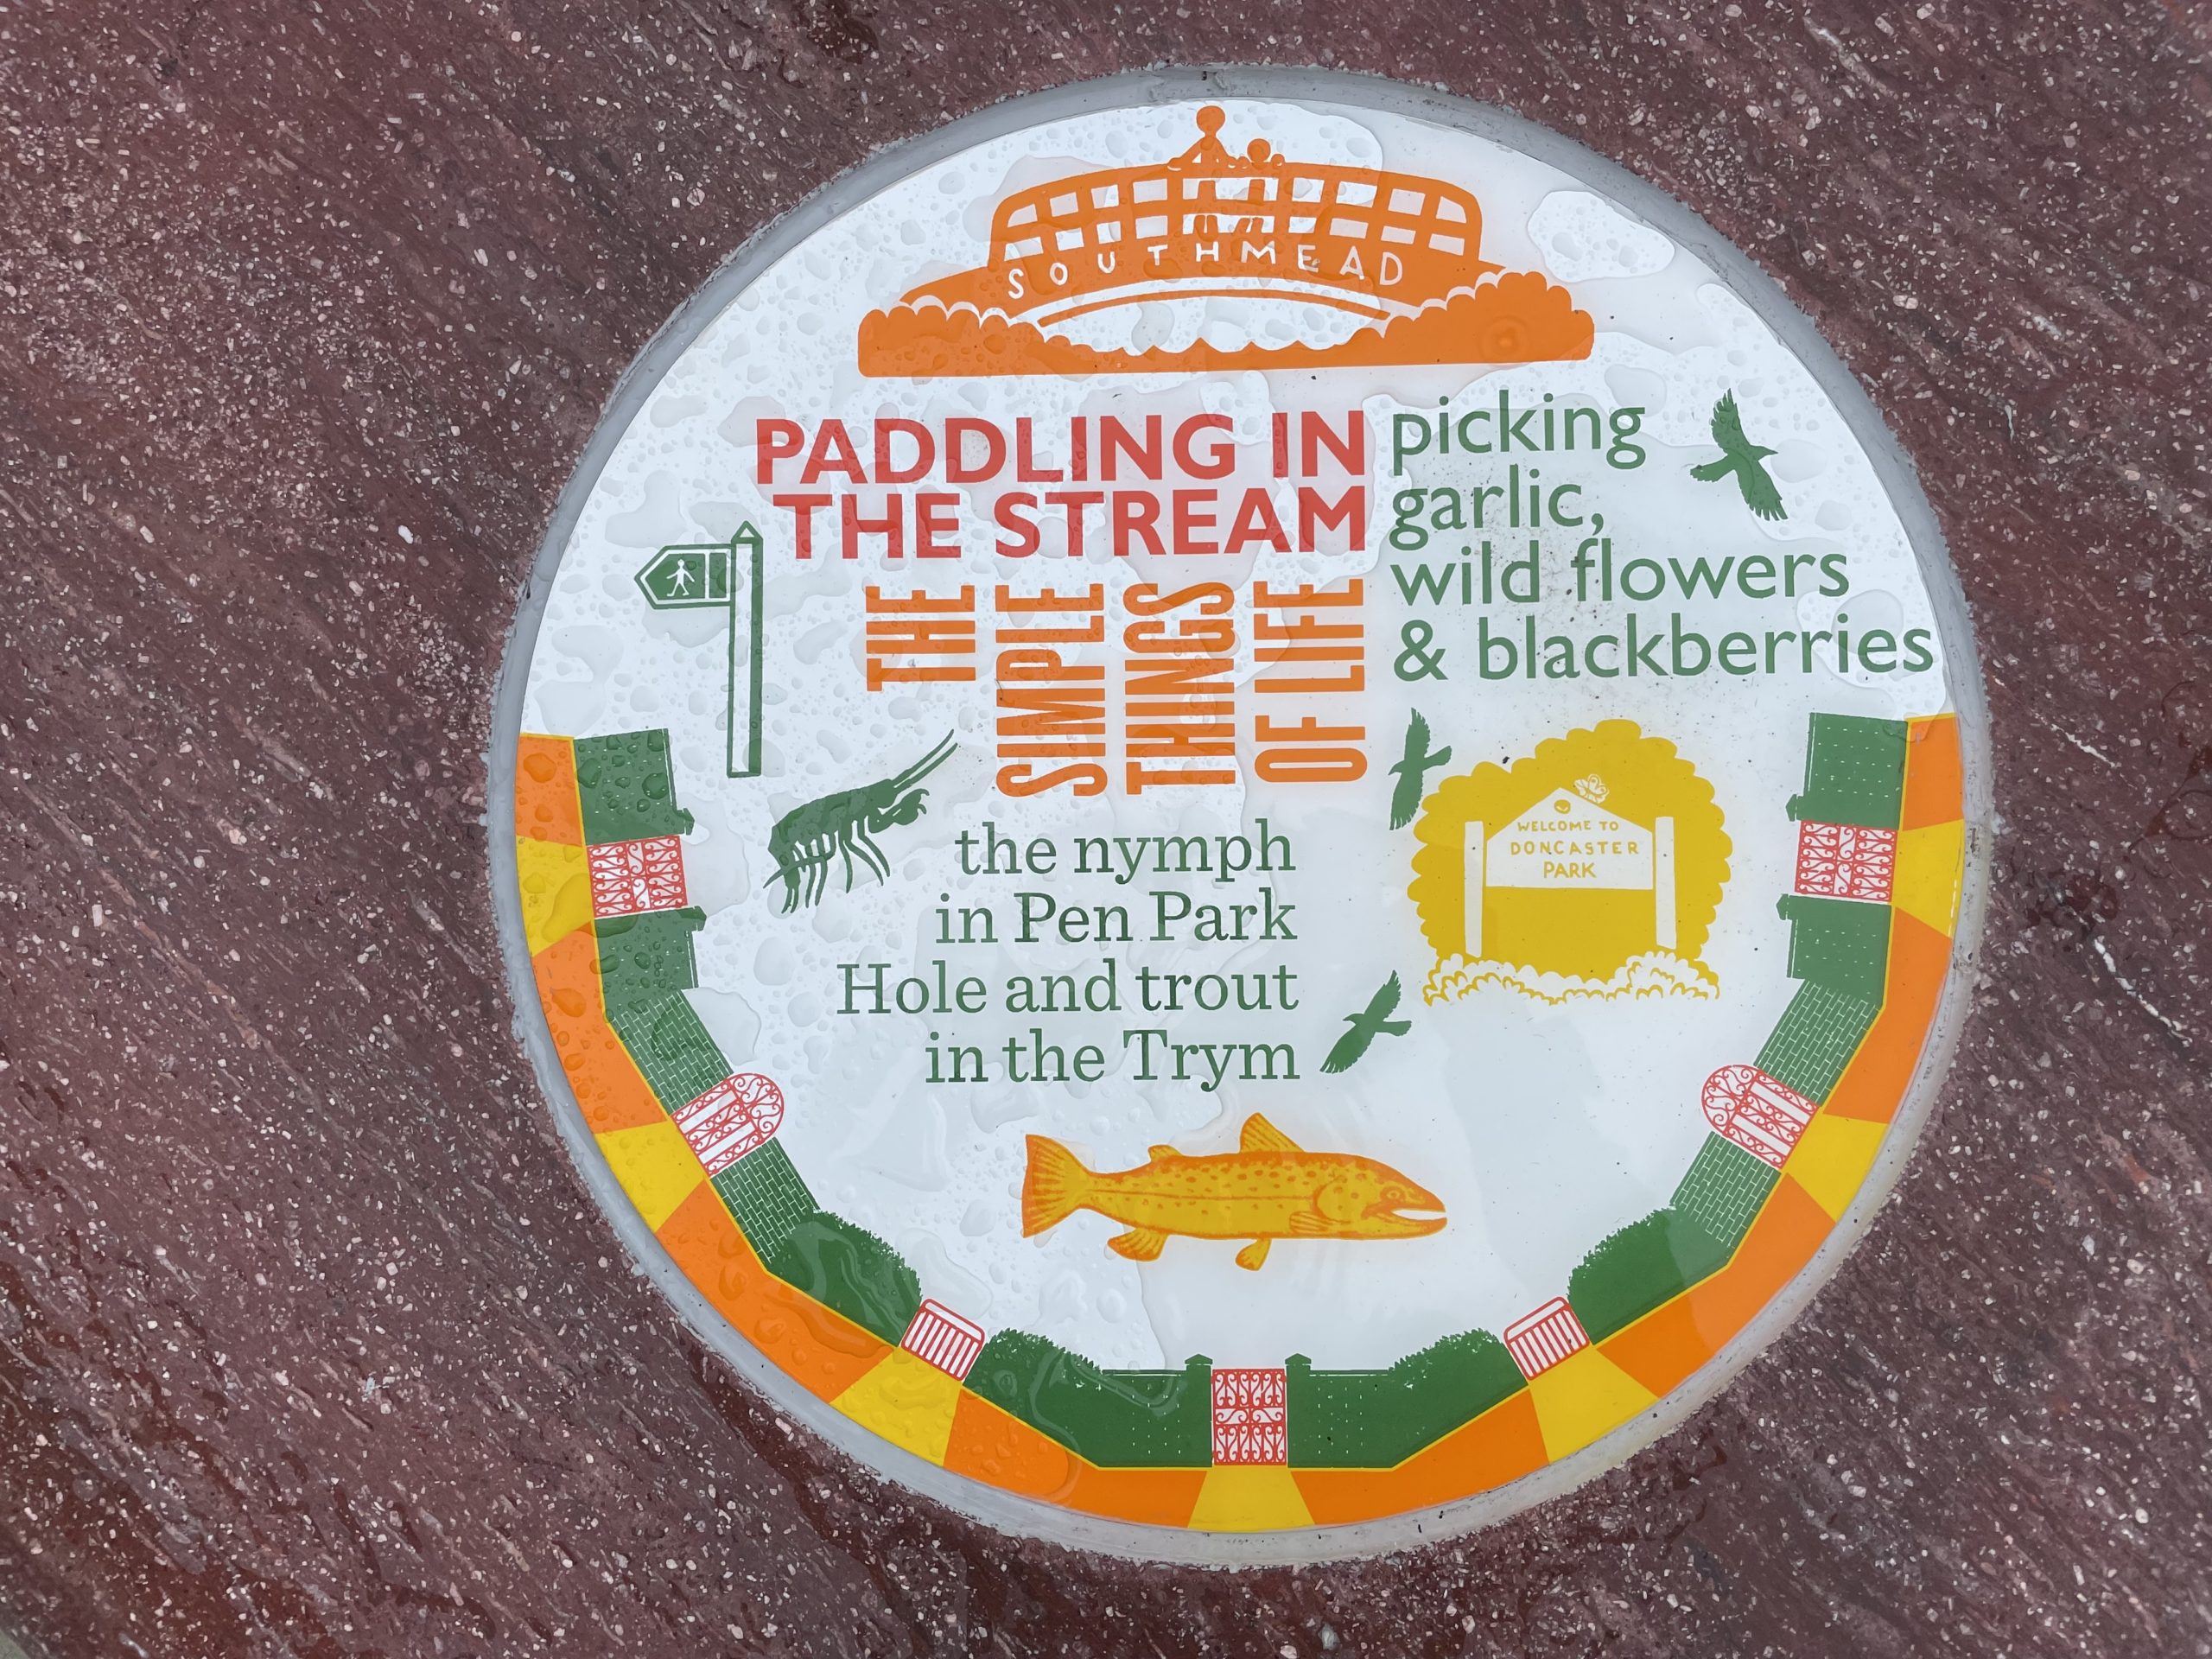 SOUTHMEAD
PADDLING IN
THE STREAM
picking
garlic,
wild flowers
& blackberries
THE
SIMPLE
THINGS
OF LIFE
WELCOME TO
DONCASTER
PARK
the nymph
in Pen Park
Hole and trout
in the Trym